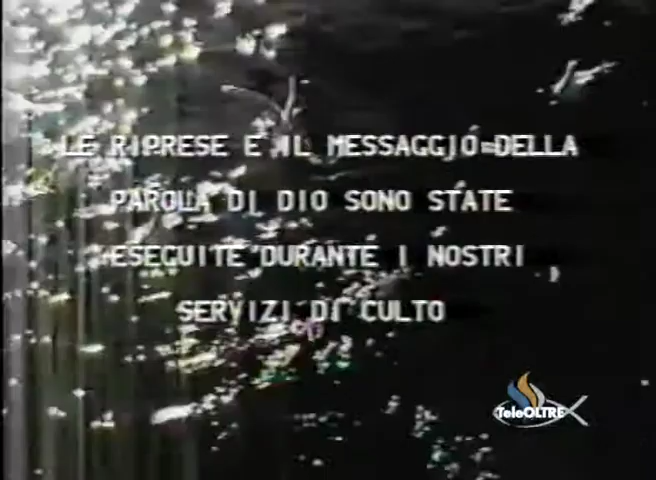 LE RIPRESE E IL MESSAGGIO DELLA
PAROLA DI DIO SONO STATE
ESEGUITE DURANTE I NOSTRI
SERVIZI DI CULTO
TeleOLTRE